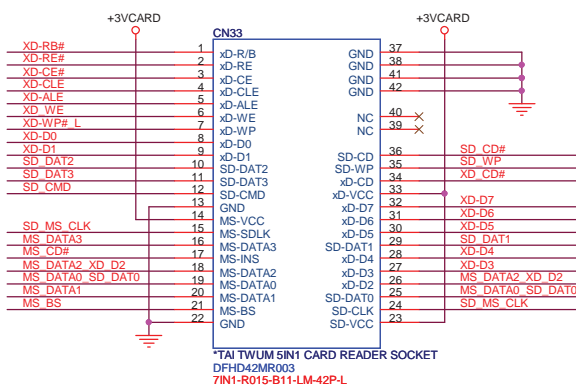 +3VCARD +3VCARD
CN33
XD-RB# 1 xD-R/B GND 37
XD-RE# 2 xD-RE GND 38
XD-CE# 3 xD-CE GND 41
XD-CLE 4 xD-CLE GND 42
XD-ALE 5 xD-ALE
XD_WE 6 xD-WE NC 40
XD-WP#_L 7 xD-WP NC 39
XD-D0 8 xD-D0
XD-D1 9 xD-D1 SD-CD 36 SD_CD#
SD_DAT2 10 SD-DAT2 SD-WP 35 SD_WP
SD_DAT3 11 SD-DAT3 xD-CD 34 XD_CD#
SD_CMD 12 SD-CMD xD-VCC 33
13 GND xD-D7 32 XD-D7
14 MS-VCC xD-D6 31 XD-D6
SD_MS_CLK 15 MS-SDLK xD-D5 30 XD-D5
MS_DATA3 16 MS-DATA3 SD-DAT1 29 SD_DAT1
MS_CD# 17 MS-INS xD-D4 28 XD-D4
MS_DATA2_XD_D2 18 MS-DATA2 xD-D3 27 XD-D3
MS_DATA0_SD_DAT0 19 MS-DATA0 xD-D2 26 MS_DATA2_XD_D2
MS_DATA1 20 MS-DATA1 SD-DAT0 25 MS_DATA0_SD_DAT0
MS_BS 21 MS-BS SD-CLK 24 SD_MS_CLK
22 GND SD-VCC 23
*TAI TWUM 5IN1 CARD READER SOCKET
DFHD42MR003
7IN1-R015-B11-LM-42P-L